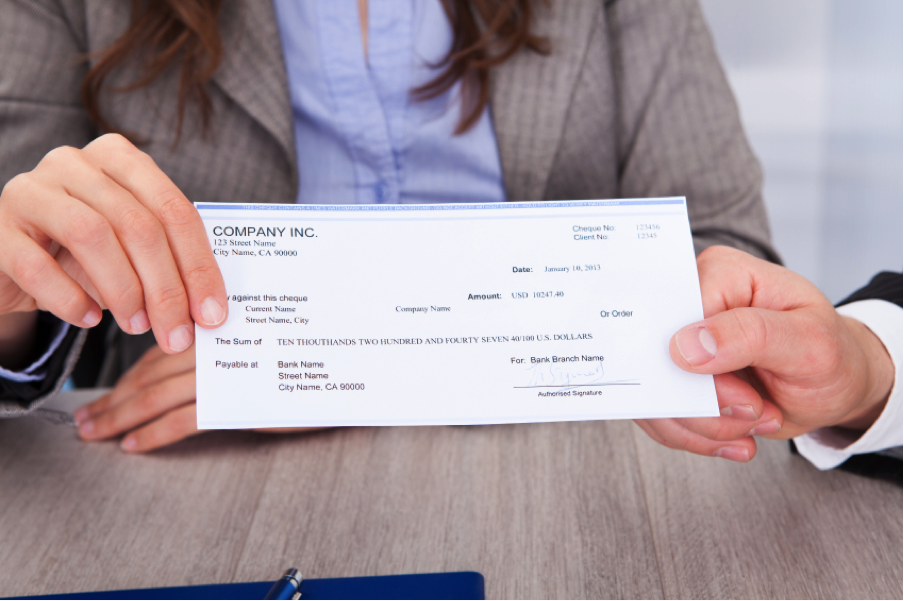 COMPANY INC.
123 Street Name
City Name, CA 90000
Cheque No. 123456
Client No. 12345
Date: January 10, 2013
y against this cheque
Amount: USD 10247.40
Current Name Company Name
Street Name, City
Or Order
The Sum of TEN THOUTHANDS TWO HUNDRED AND FOURTY SEVEN 40/100 U.S. DOLLARS
Payable at Bank Name
Street Name
City Name, CA 90000
For: Bank Branch Name
Authorised Signature